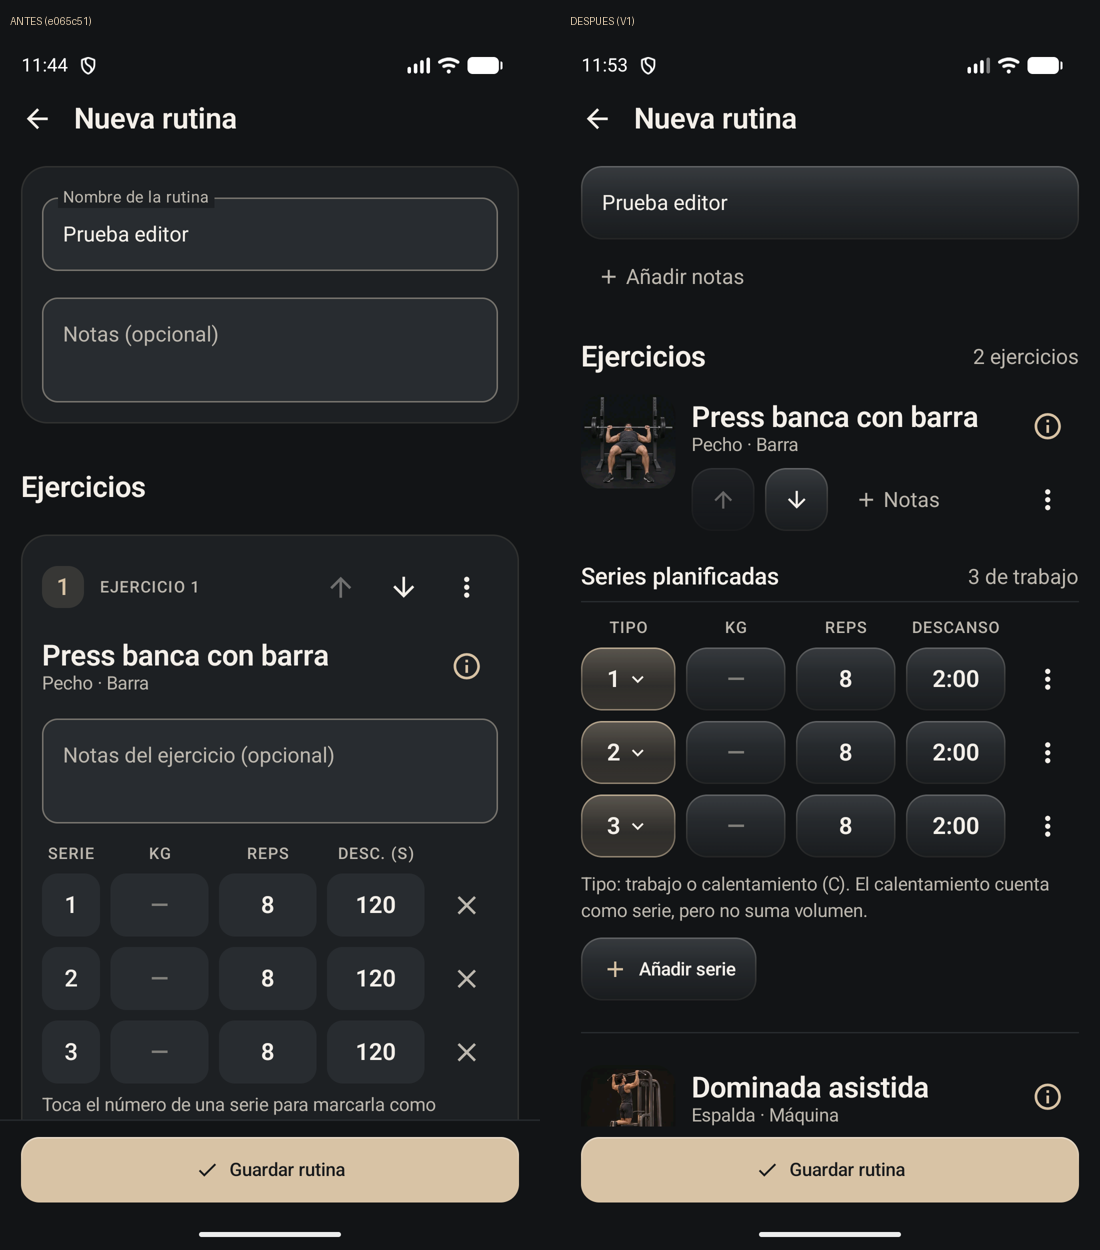 ANTES (e065c51)
11:44
Nueva rutina
Nombre de la rutina
Prueba editor
Notas (opcional)
Ejercicios
1 EJERCICIO 1
Press banca con barra
Pecho · Barra
Notas del ejercicio (opcional)
SERIE KG REPS DESC. (S)
1 – 8 120
2 – 8 120
3 – 8 120
Toca el número de una serie para marcarla como
Guardar rutina
DESPUES (V1)
11:53
Nueva rutina
Prueba editor
+ Añadir notas
Ejercicios 2 ejercicios
Press banca con barra
Pecho · Barra
+ Notas
Series planificadas 3 de trabajo
TIPO KG REPS DESCANSO
1 – 8 2:00
2 – 8 2:00
3 – 8 2:00
Tipo: trabajo o calentamiento (C). El calentamiento cuenta
como serie, pero no suma volumen.
+ Añadir serie
Dominada asistida
Espalda · Máquina
Guardar rutina